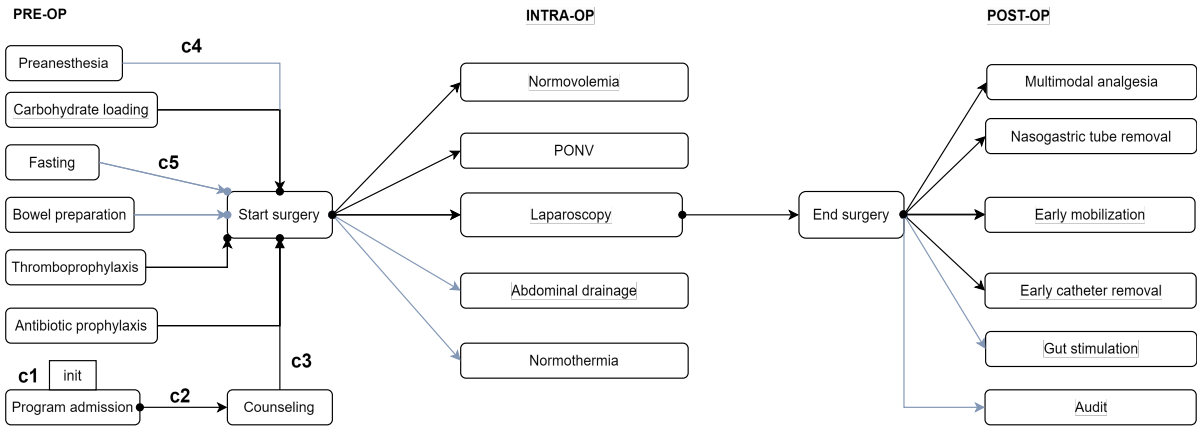 PRE-OP
INTRA-OP
POST-OP
c4
Preanesthesia
Carbohydrate loading
Fasting
c5
Bowel preparation
Thromboprophylaxis
Antibiotic prophylaxis
c1
init
Program admission
c2
Counseling
c3
Start surgery
Normovolemia
PONV
Laparoscopy
Abdominal drainage
Normothermia
End surgery
Multimodal analgesia
Nasogastric tube removal
Early mobilization
Early catheter removal
Gut stimulation
Audit